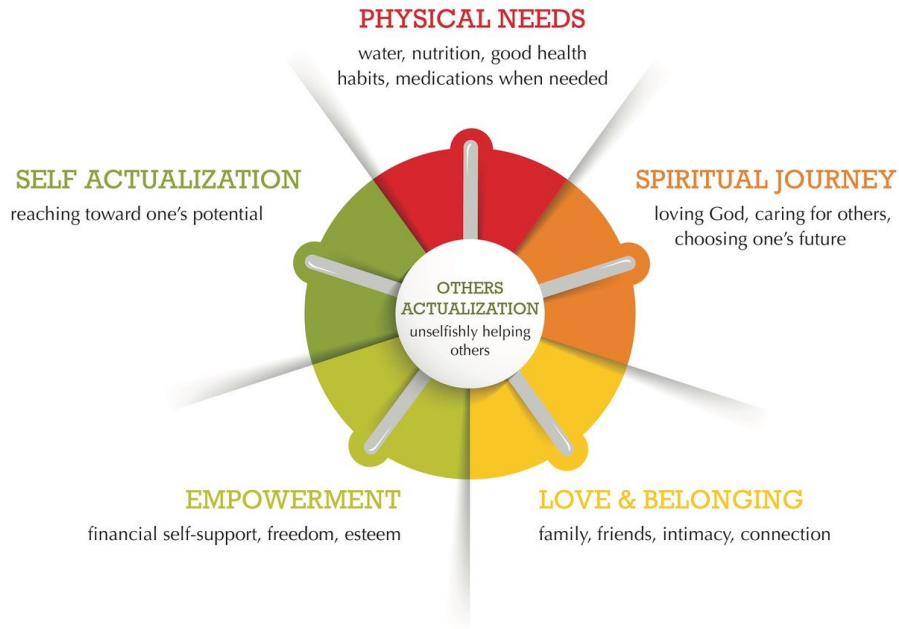 PHYSICAL NEEDS
water, nutrition, good health
habits, medications when needed
SELF ACTUALIZATION
reaching toward one’s potential
SPIRITUAL JOURNEY
loving God, caring for others,
choosing one’s future
OTHERS
ACTUALIZATION
unselfishly helping
others
EMPOWERMENT
financial self-support, freedom, esteem
LOVE & BELONGING
family, friends, intimacy, connection